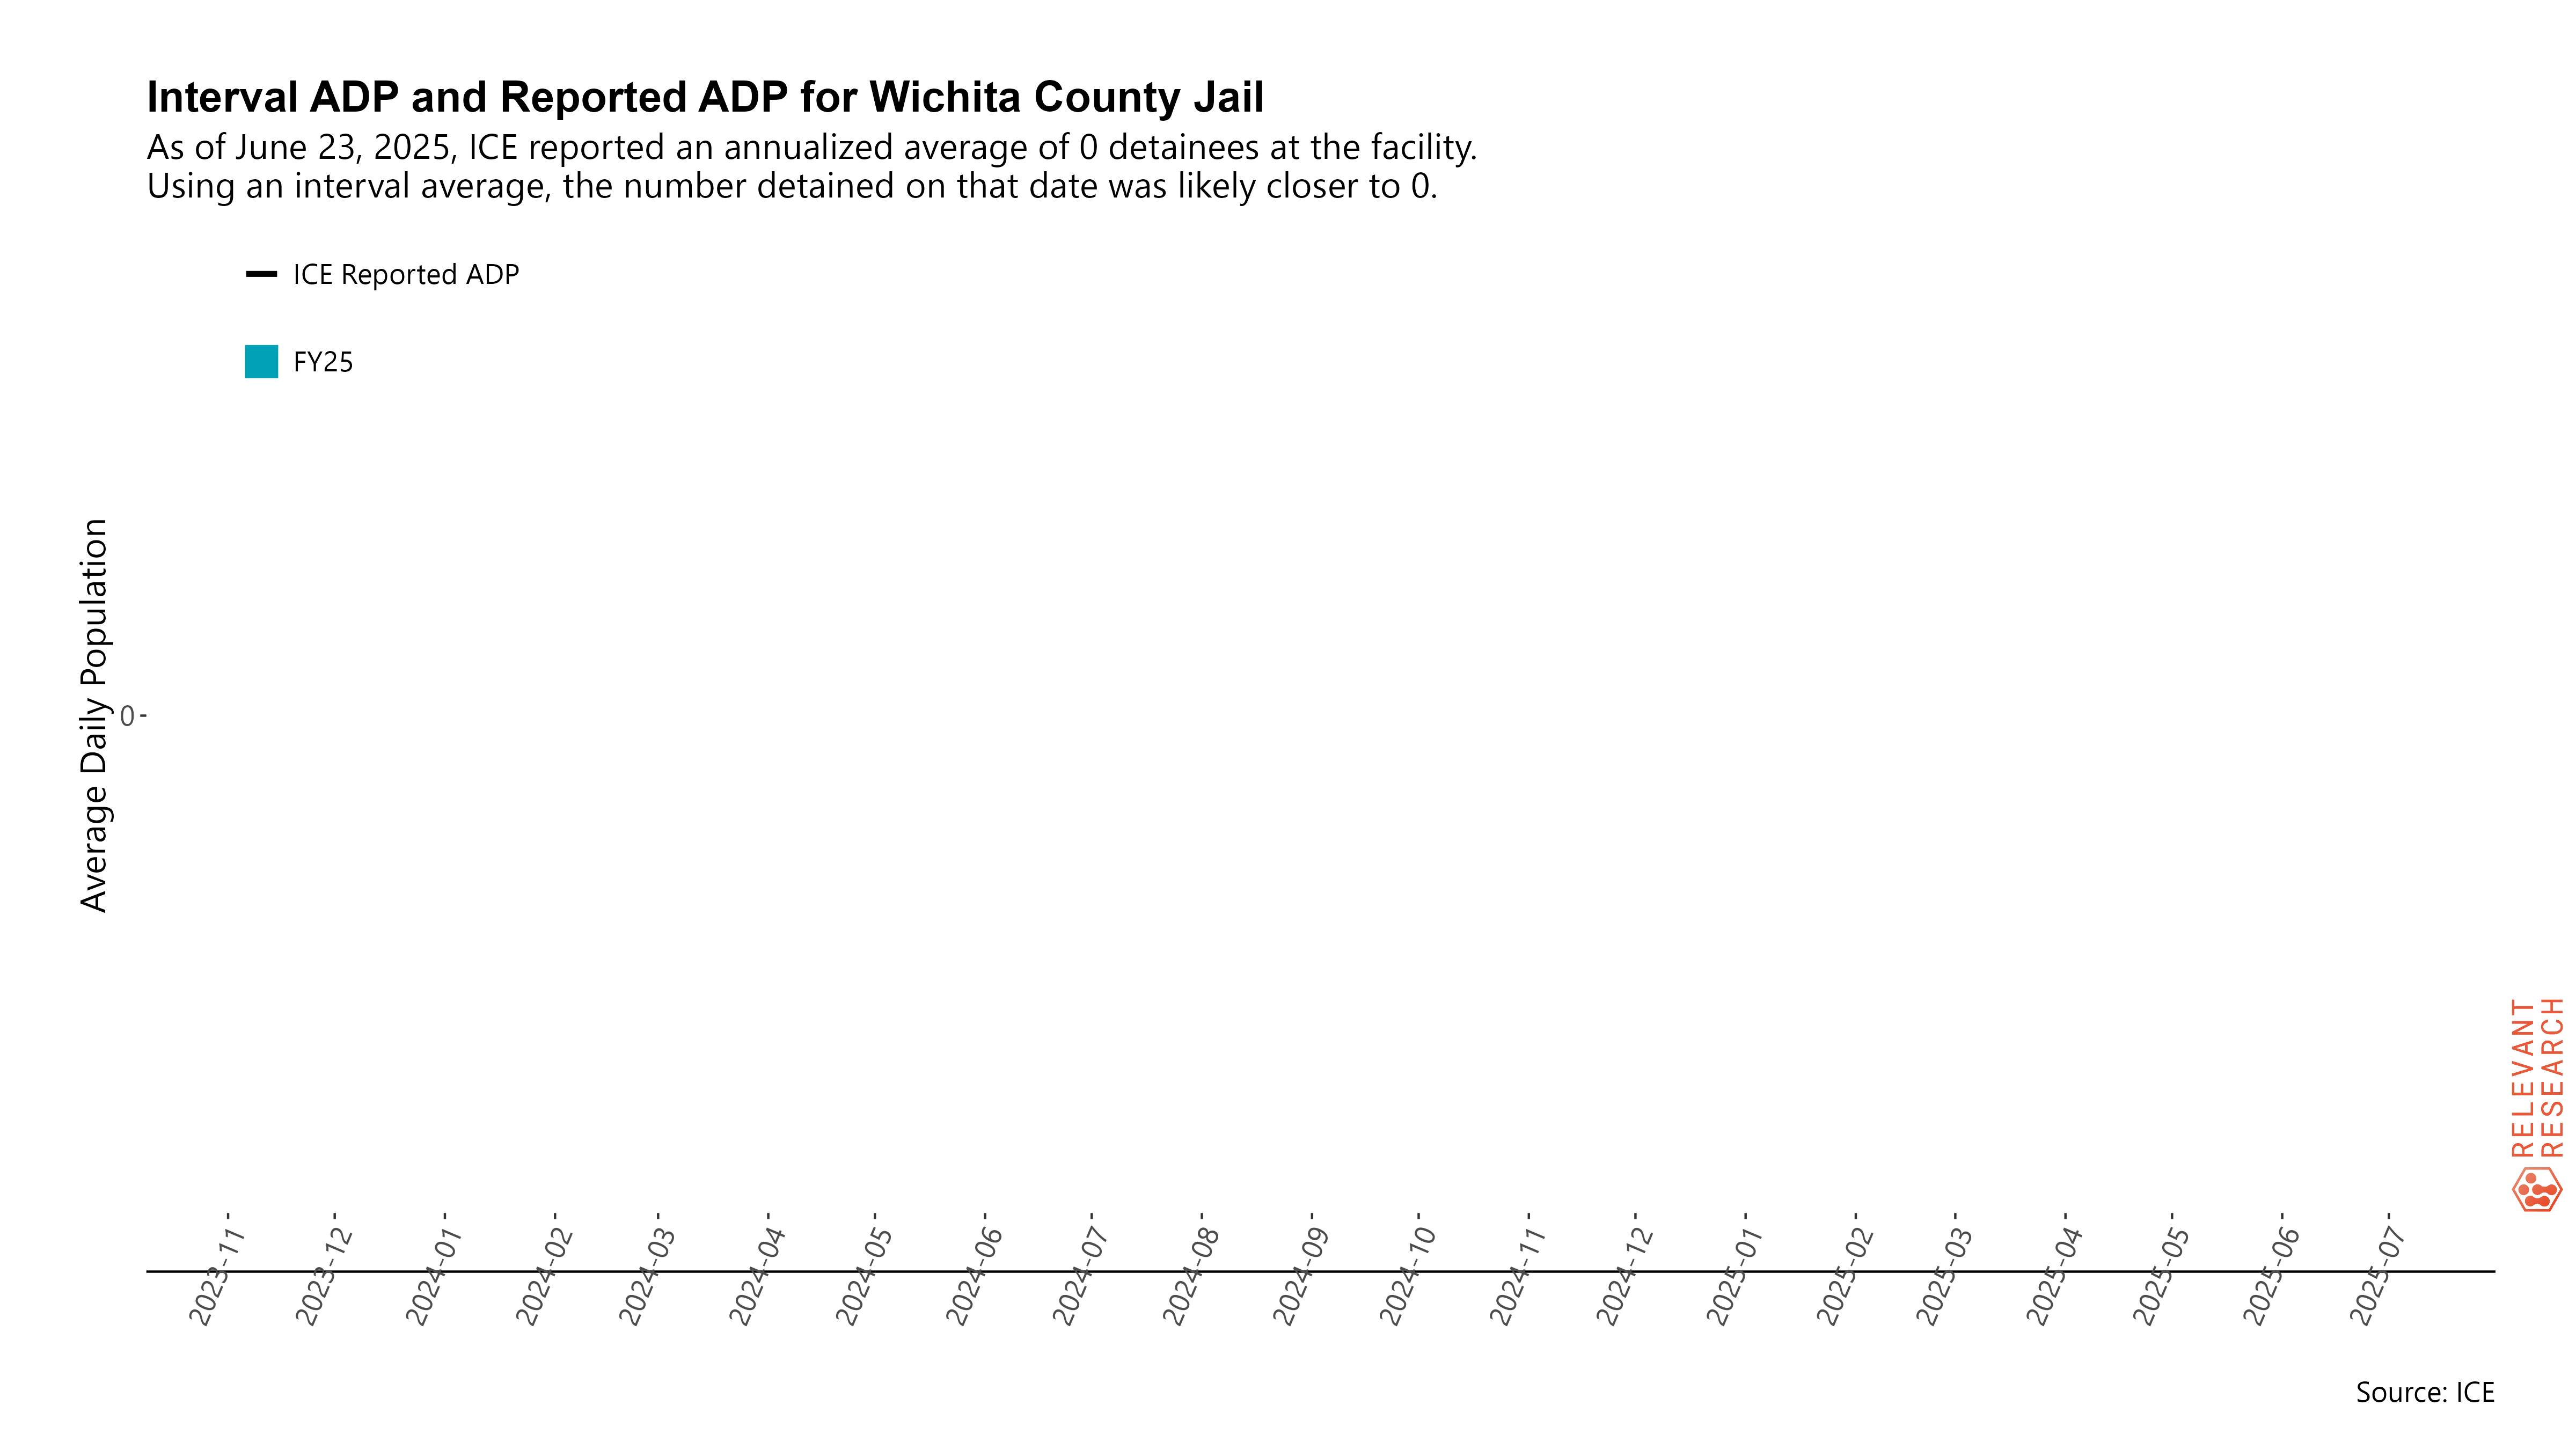 Interval ADP and Reported ADP for Wichita County Jail
As of June 23, 2025, ICE reported an annualized average of 0 detainees at the facility.
Using an interval average, the number detained on that date was likely closer to 0.
ICE Reported ADP
FY25
Average Daily Population
0
2023-11
2023-12
2024-01
2024-02
2024-03
2024-04
2024-05
2024-06
2024-07
2024-08
2024-09
2024-10
2024-11
2024-12
2025-01
2025-02
2025-03
2025-04
2025-05
2025-06
2025-07
RELEVANT
RESEARCH
Source: ICE